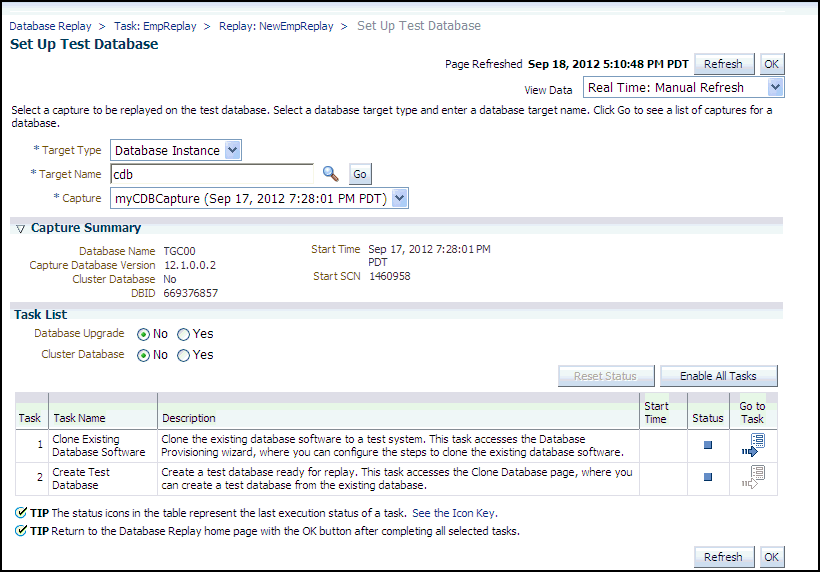 Database Replay > Task: EmpReplay > Replay: NewEmpReplay > Set Up Test Database
Set Up Test Database
Page Refreshed Sep 18, 2012 5:10:48 PM PDT Refresh OK
View Data Real Time: Manual Refresh
Select a capture to be replayed on the test database. Select a database target type and enter a database target name. Click Go to see a list of captures for a
database.
* Target Type Database Instance
* Target Name cdb Go
* Capture myCDBCapture (Sep 17, 2012 7:28:01 PM PDT)
Capture Summary
Database Name TGC00
Capture Database Version 12.1.0.0.2
Cluster Database No
DBID 669376857
Start Time Sep 17, 2012 7:28:01 PM
PDT
Start SCN 1460958
Task List
Database Upgrade No Yes
Cluster Database No Yes
Reset Status Enable All Tasks
Task Task Name Description Start Time Status Go to Task
1 Clone Existing Database Software Clone the existing database software to a test system. This task accesses the Database Provisioning wizard, where you can configure the steps to clone the existing database software.
2 Create Test Database Create a test database ready for replay. This task accesses the Clone Database page, where you can create a test database from the existing database.
TIP The status icons in the table represent the last execution status of a task. See the Icon Key.
TIP Return to the Database Replay home page with the OK button after completing all selected tasks.
Refresh OK